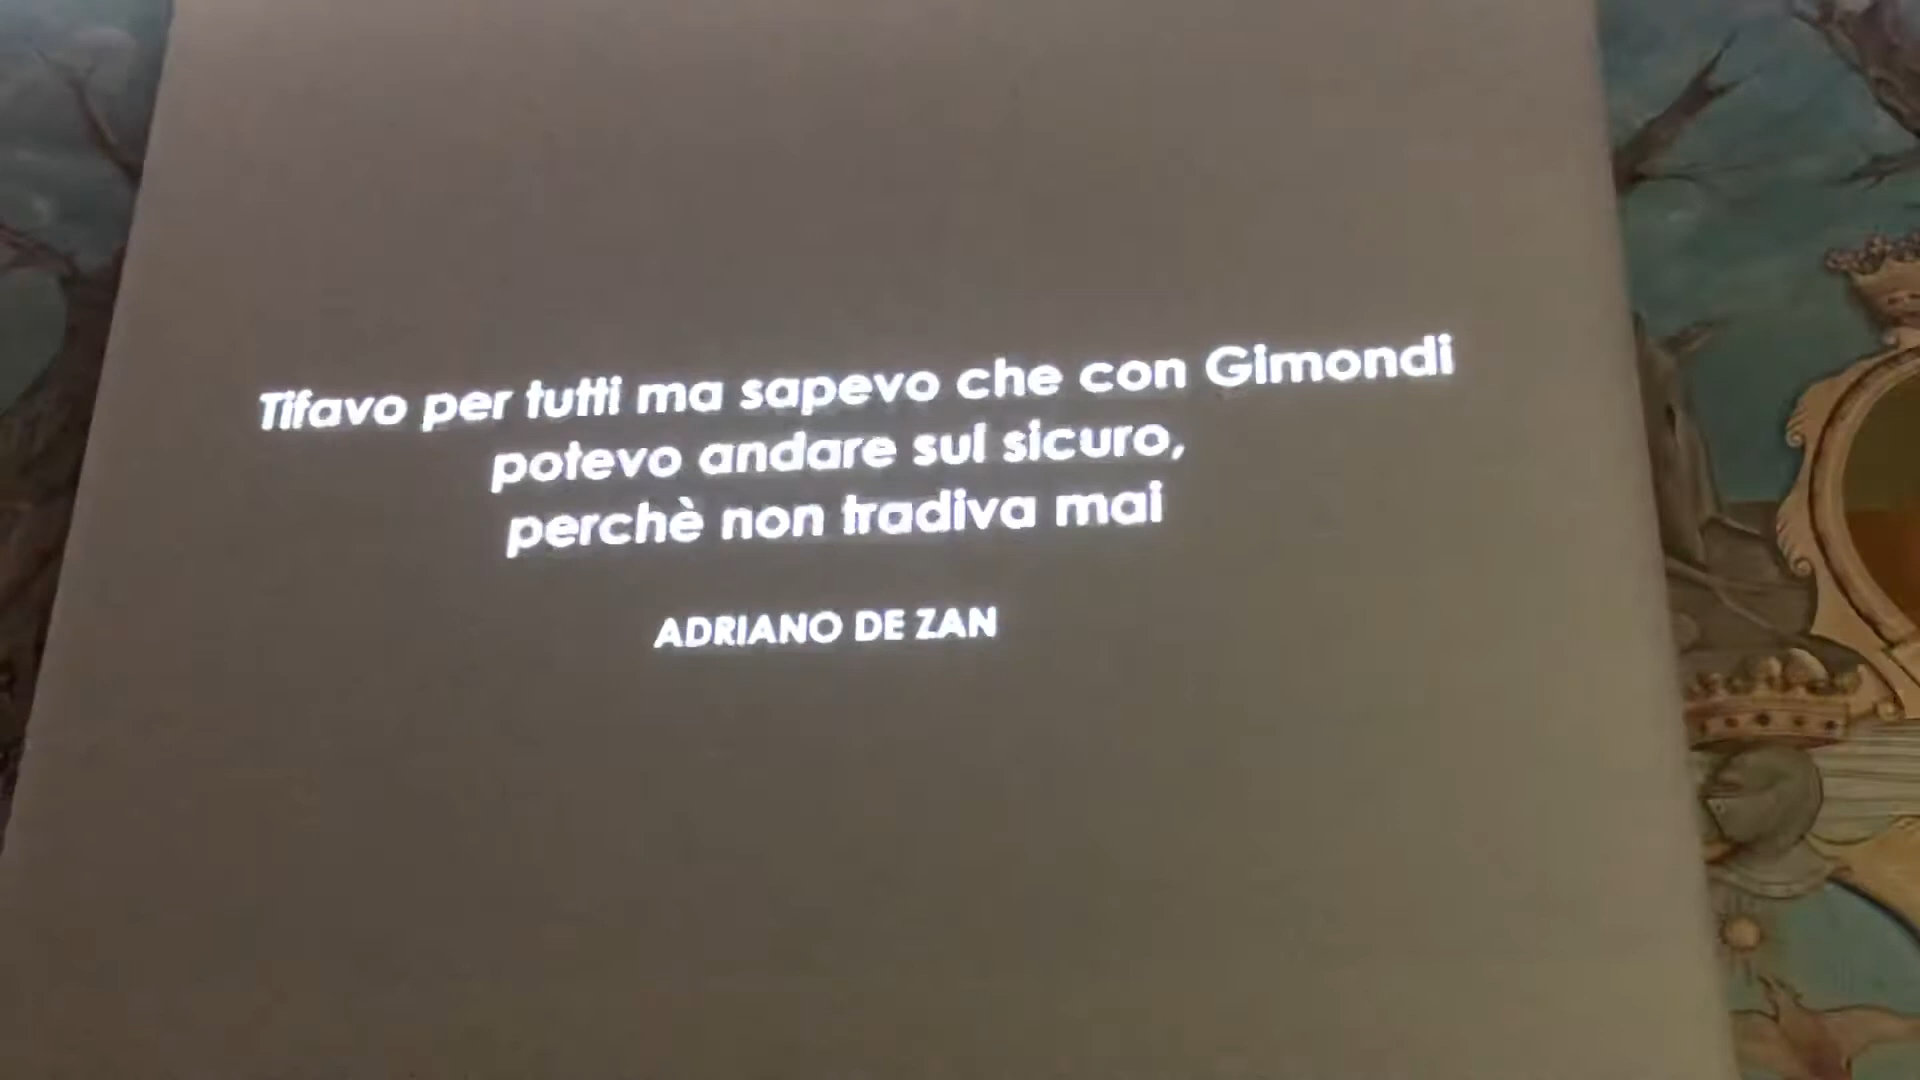 Tifavo per tutti ma sapevo che con Gimondi
potevo andare sul sicuro,
perchè non tradiva mai
ADRIANO DE ZAN